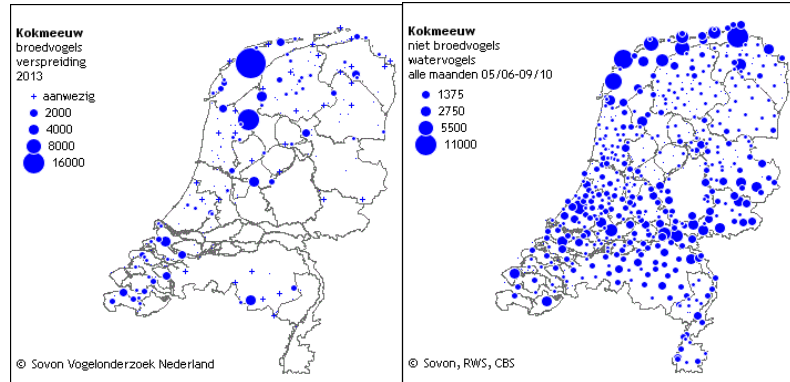 Kokmeeuw
broedvogels
verspreiding
2013
aanwezig
2000
4000
8000
16000
© Sovon Vogelonderzoek Nederland
Kokmeeuw
niet broedvogels
watervogels
alle maanden 05/06-09/10
1375
2750
5500
11000
© Sovon, RWS, CBS